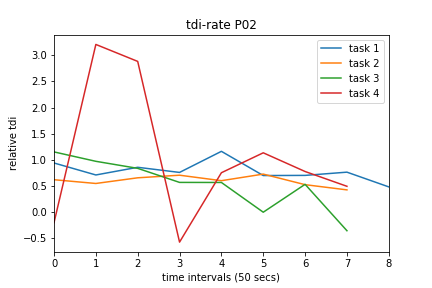 tdi-rate P02
task 1
task 2
task 3
task 4
relative tdi
3.0
2.5
2.0
1.5
1.0
0.5
0.0
−0.5
0 1 2 3 4 5 6 7 8
time intervals (50 secs)